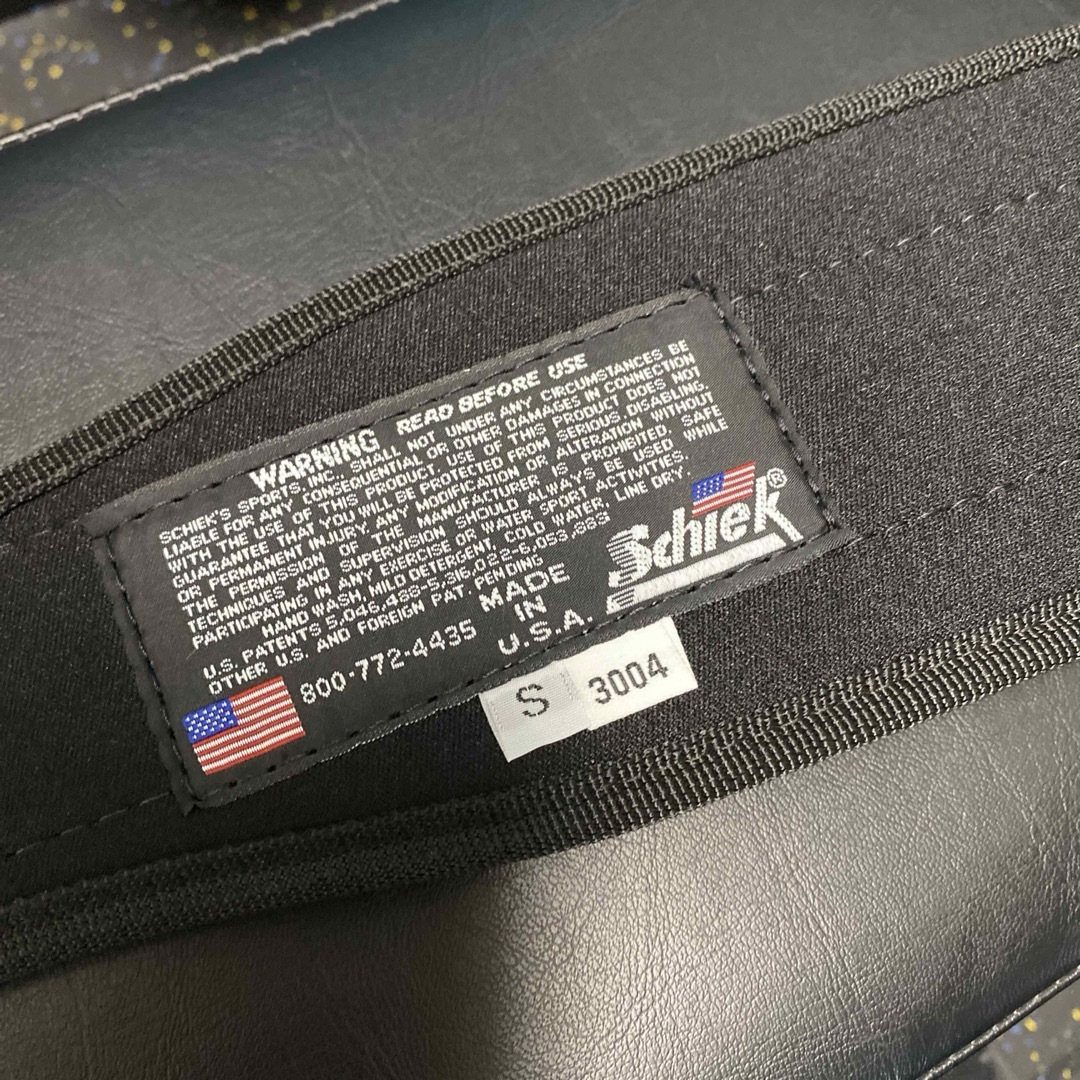 WARNING READ BEFORE USE
SCHIEK'S SPORTS, INC. SHALL NOT UNDER ANY CIRCUMSTANCES BE
LIABLE FOR ANY CONSEQUENTIAL OR OTHER DAMAGES IN CONNECTION
WITH THE USE OF THIS PRODUCT. USE OF THIS PRODUCT DOES NOT
GUARANTEE THAT YOU WILL BE PROTECTED FROM SERIOUS, DISABLING,
OR PERMANENT INJURY. ANY MODIFICATION OR ALTERATION WITHOUT
THE PERMISSION OF THE MANUFACTURER IS PROHIBITED. SAFE
TECHNIQUES AND SUPERVISION SHOULD ALWAYS BE USED WHILE
PARTICIPATING IN ANY EXERCISE OR WATER SPORT ACTIVITIES.
HAND WASH, MILD DETERGENT, COLD WATER, LINE DRY.
U.S. PATENTS 5,046,488-5,316,022-6,053,883
OTHER U.S. AND FOREIGN PAT. PENDING
800-772-4435
MADE
IN
U.S.A.
Schiek®
S 3004